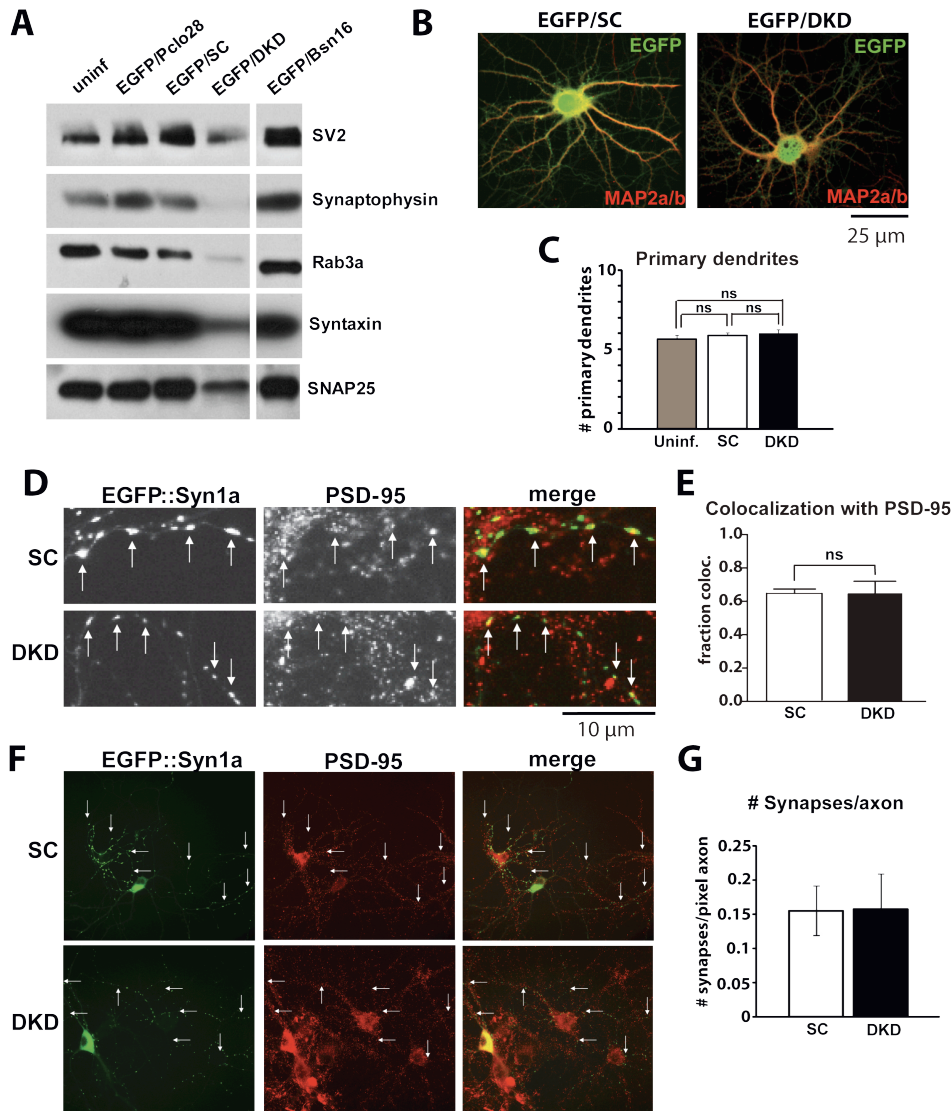 A
uninf
EGFP/Pclo28
EGFP/SC
EGFP/DKD
EGFP/Bsn16
SV2
Synaptophysin
Rab3a
Syntaxin
SNAP25
B
EGFP/SC
EGFP/DKD
EGFP
EGFP
MAP2a/b
MAP2a/b
25 µm
C
Primary dendrites
# primary dendrites
10
5
0
ns
ns
ns
Uninf.
SC
DKD
D
EGFP::Syn1a
PSD-95
merge
SC
DKD
10 µm
E
Colocalization with PSD-95
fraction coloc.
1.0
0.8
0.6
0.4
0.2
0.0
ns
SC
DKD
F
EGFP::Syn1a
PSD-95
merge
SC
DKD
G
# Synapses/axon
# synapses/pixel axon
0.25
0.2
0.15
0.1
0.05
0
SC
DKD